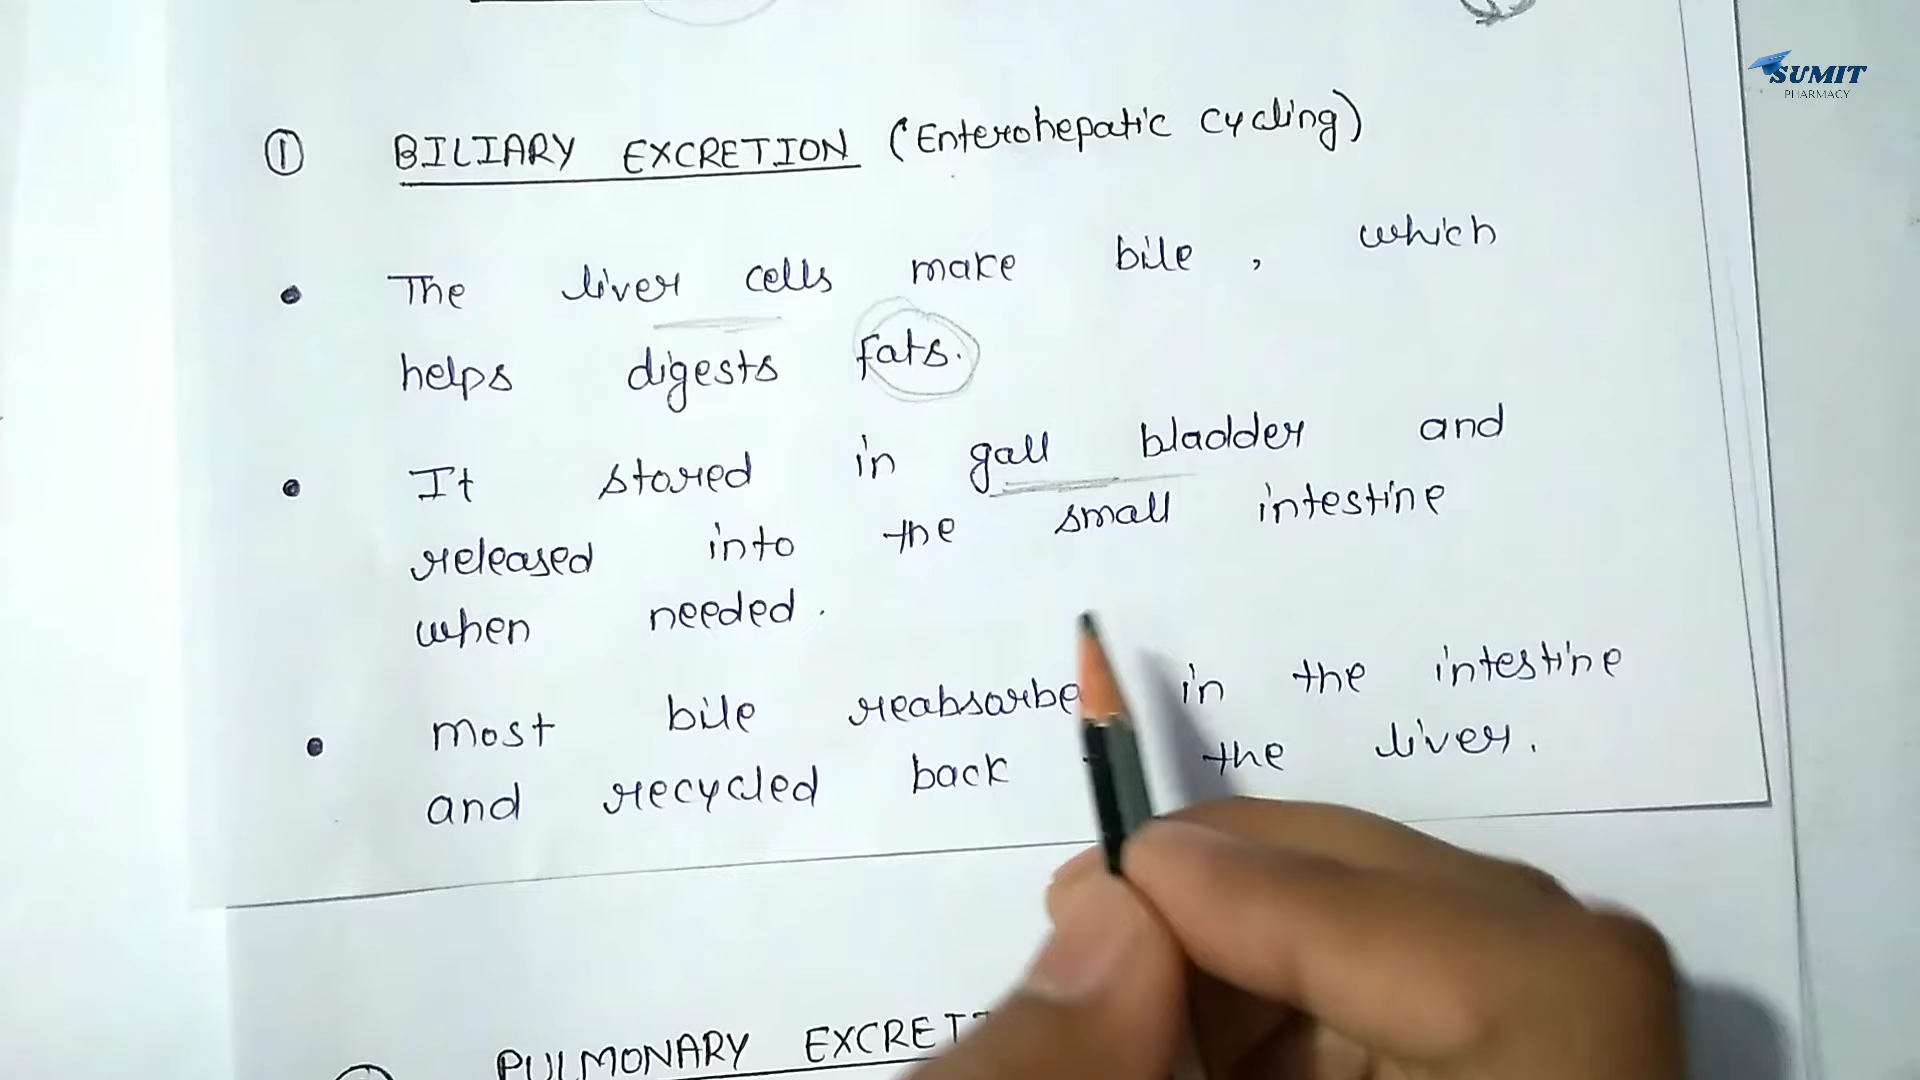 SUMIT
PHARMACY
① BILIARY EXCRETION (Enterohepatic cycling)
• The liver cells make bile, which
helps digests fats.
• It stored in gall bladder and
released into the small intestine
when needed.
• most bile reabsorbe in the intestine
and recycled back the liver.
PULMONARY EXCRETI